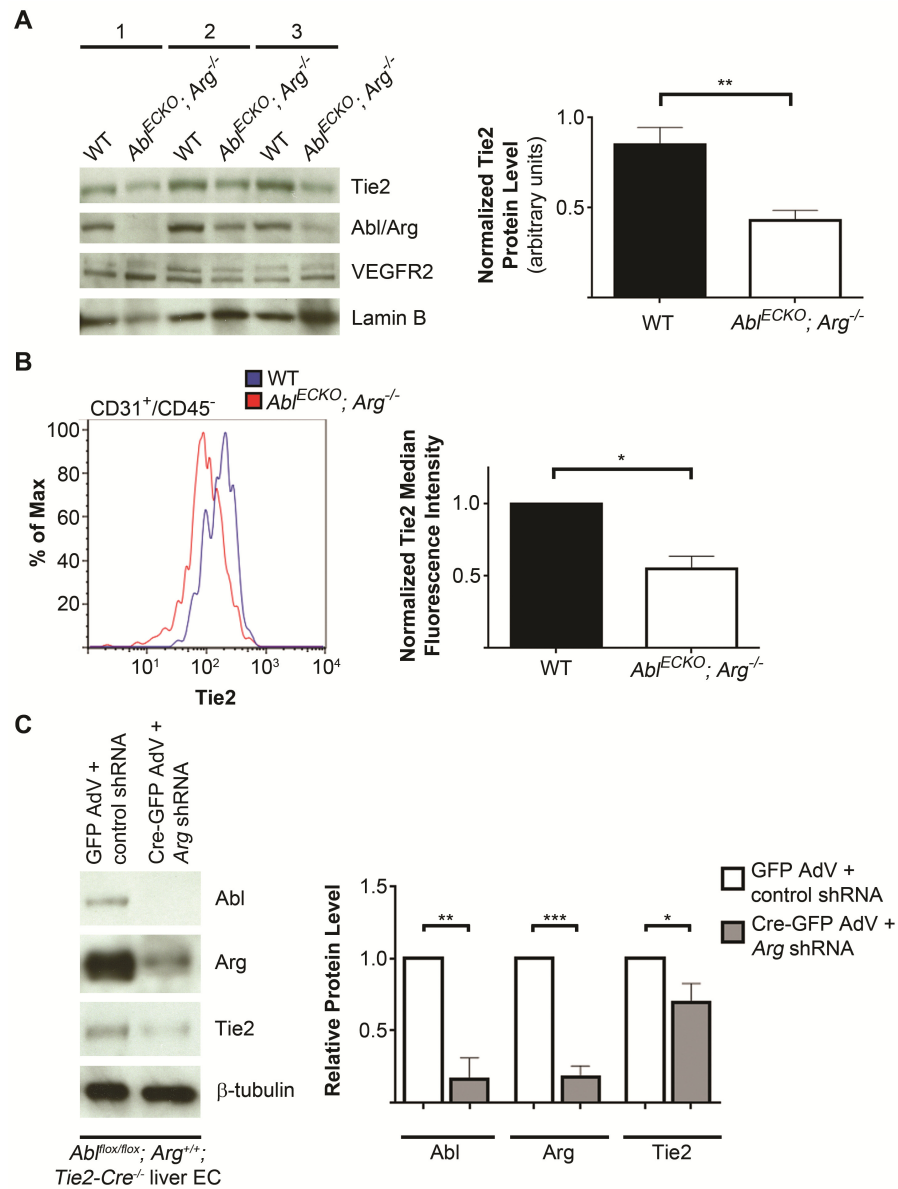 A
1 2 3
WT Abl^ECKO; Arg^-/- WT Abl^ECKO; Arg^-/- WT Abl^ECKO; Arg^-/-
Tie2
Abl/Arg
VEGFR2
Lamin B
Normalized Tie2
Protein Level
(arbitrary units)
1.0
0.5
**
WT Abl^ECKO; Arg^-/-
B
WT
Abl^ECKO; Arg^-/-
CD31+/CD45-
% of Max
100
80
60
40
20
10^1 10^2 10^3 10^4
Tie2
Normalized Tie2 Median
Fluorescence Intensity
1.0
0.5
*
WT Abl^ECKO; Arg^-/-
C
GFP AdV +
control shRNA
Cre-GFP AdV +
Arg shRNA
Abl
Arg
Tie2
β-tubulin
Abl^flox/flox; Arg^+/+;
Tie2-Cre^-/- liver EC
Relative Protein Level
1.5
1.0
0.5
** *** *
Abl Arg Tie2
GFP AdV +
control shRNA
Cre-GFP AdV +
Arg shRNA